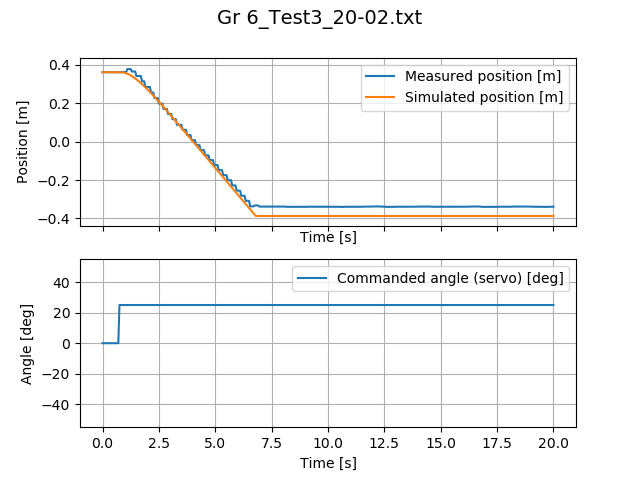 Gr 6_Test3_20-02.txt
0.4
0.2
0.0
−0.2
−0.4
Position [m]
Measured position [m]
Simulated position [m]
Time [s]
40
20
0
−20
−40
Angle [deg]
Commanded angle (servo) [deg]
0.0 2.5 5.0 7.5 10.0 12.5 15.0 17.5 20.0
Time [s]